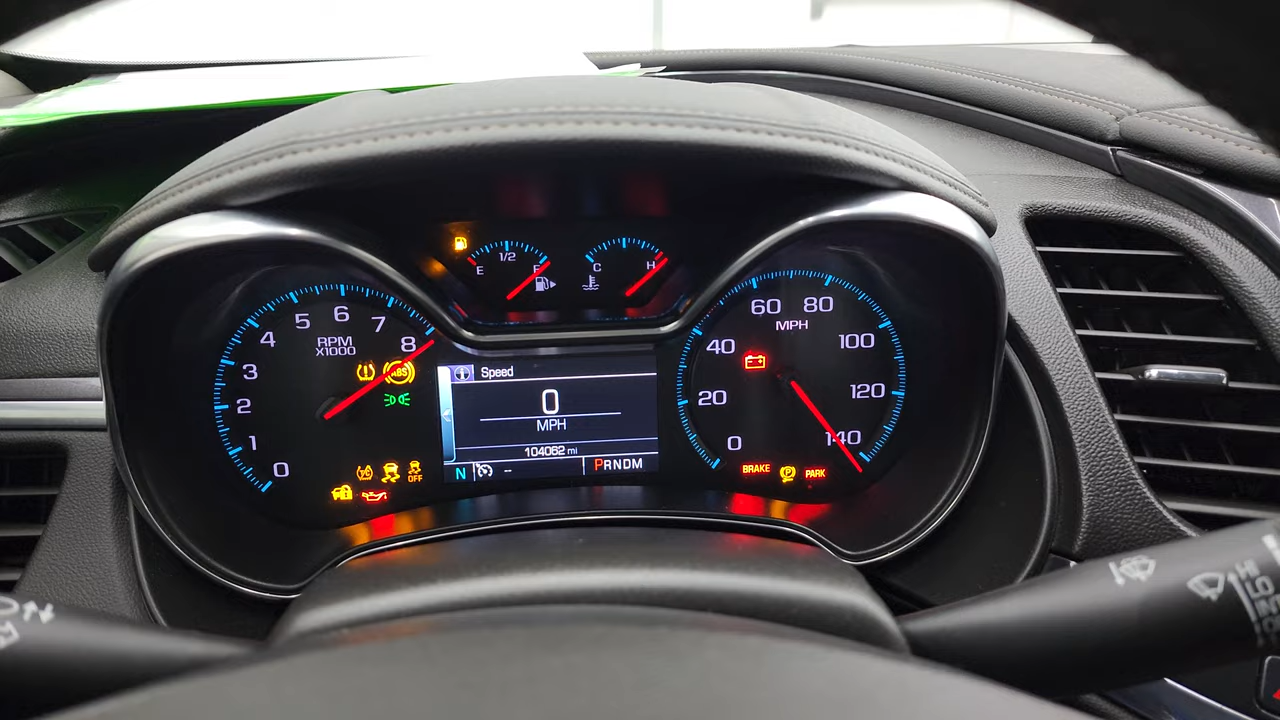 E 1/2 F
C H
0 1 2 3 4 5 6 7 8
RPM
X1000
ABS
OFF
Speed
0
MPH
104062 mi
N --
PRNDM
0 20 40 60 80 100 120 140
MPH
BRAKE
P
PARK
HI